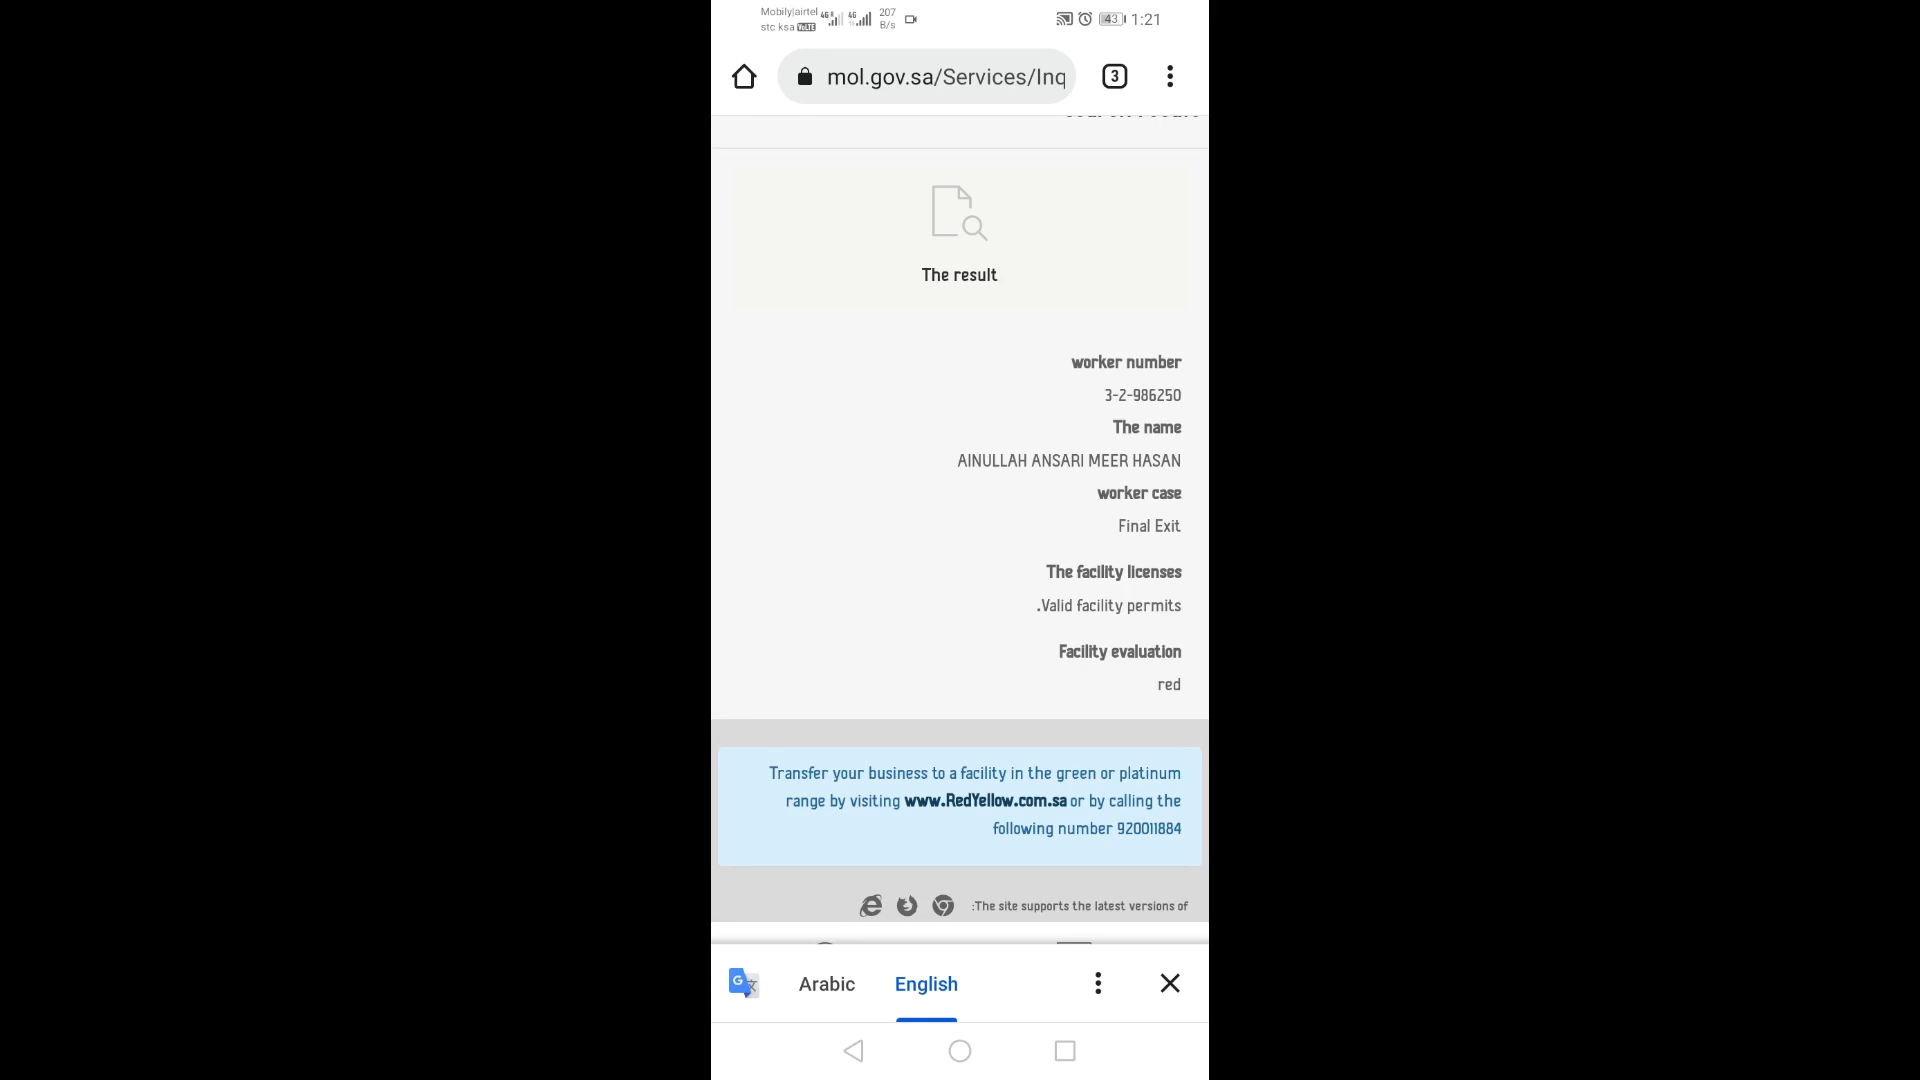 Mobily|airtel
stc ksa VoLTE
4G R
4G
207
B/s
43
1:21
mol.gov.sa/Services/Inq
3
The result
worker number
3-2-986250
The name
AINULLAH ANSARI MEER HASAN
worker case
Final Exit
The facility licenses
.Valid facility permits
Facility evaluation
red
Transfer your business to a facility in the green or platinum
range by visiting www.RedYellow.com.sa or by calling the
following number 920011884
:The site supports the latest versions of
Arabic
English